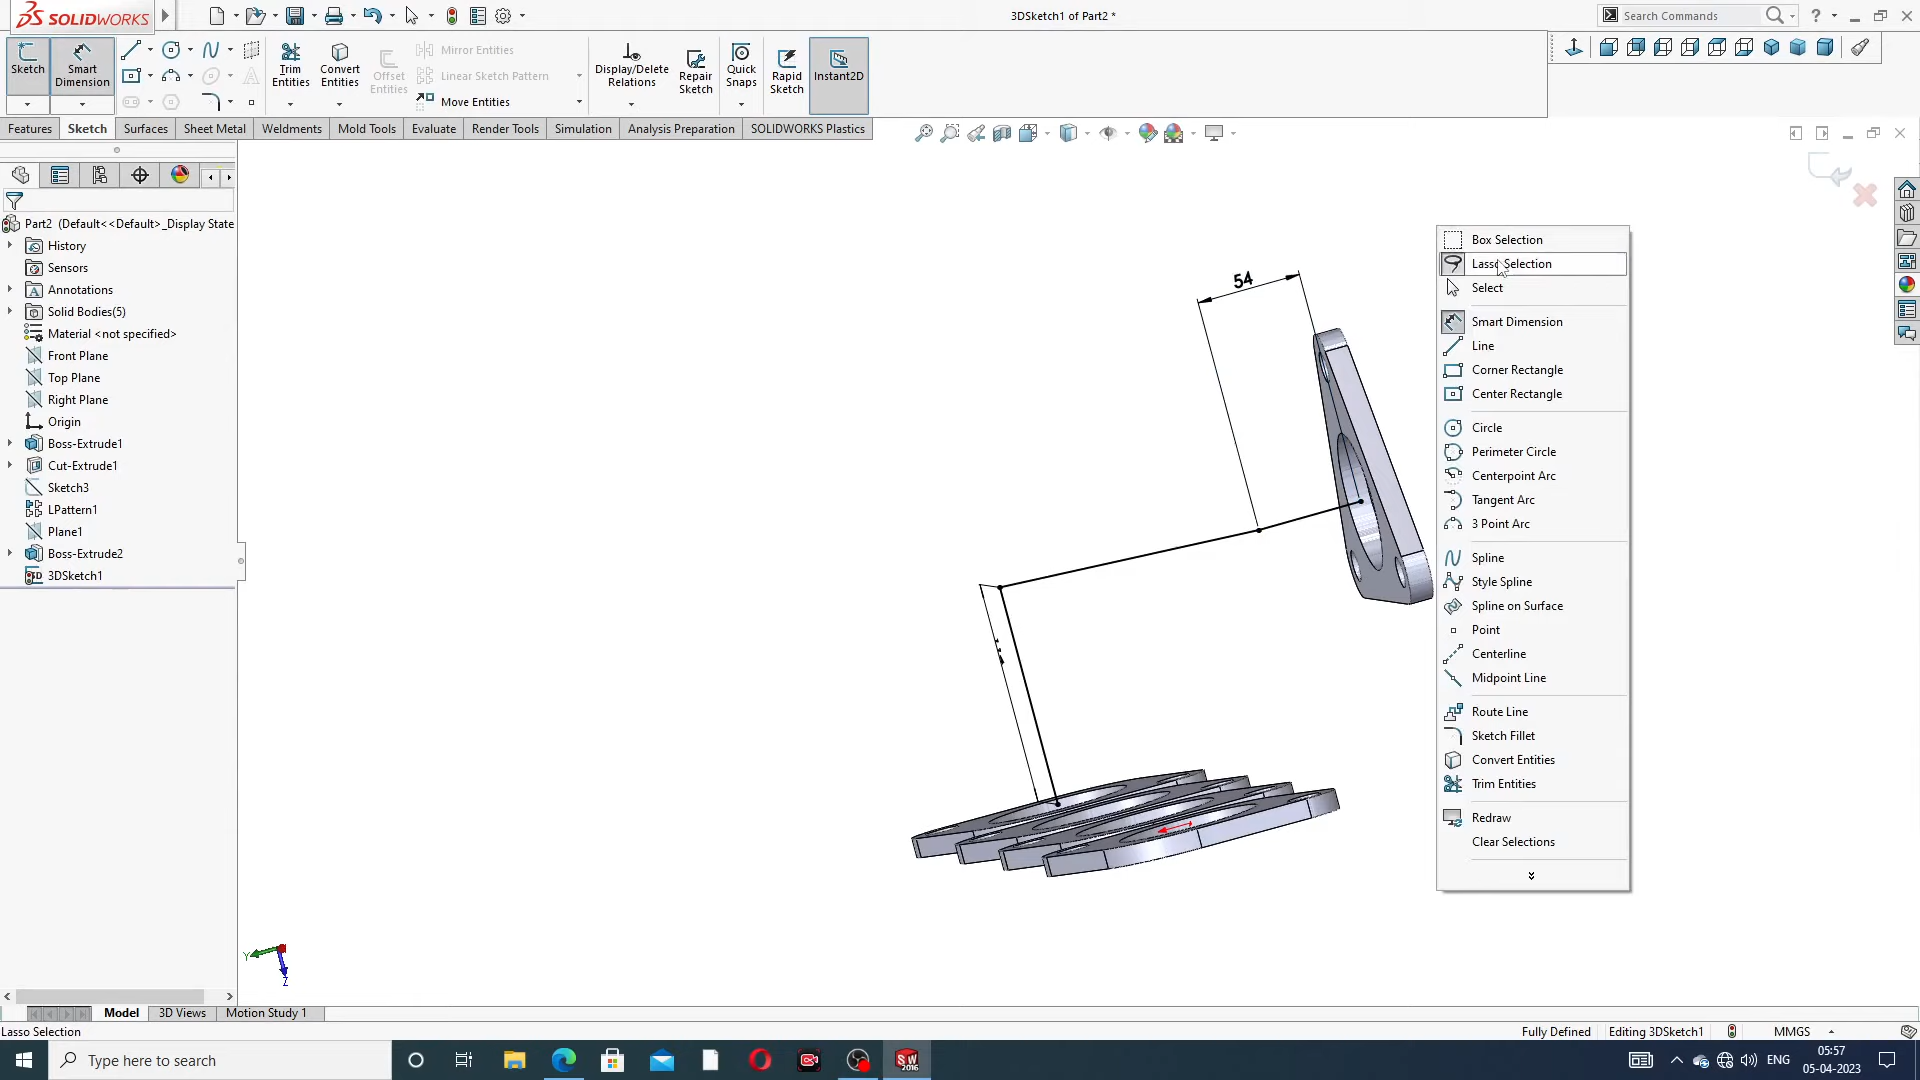 SOLIDWORKS
3DSketch1 of Part2 *
Search Commands
Sketch
Smart Dimension
Trim Entities
Convert Entities
Offset Entities
Mirror Entities
Linear Sketch Pattern
Move Entities
Display/Delete Relations
Repair Sketch
Quick Snaps
Rapid Sketch
Instant2D
Features
Sketch
Surfaces
Sheet Metal
Weldments
Mold Tools
Evaluate
Render Tools
Simulation
Analysis Preparation
SOLIDWORKS Plastics
Part2 (Default<<Default>_Display State
History
Sensors
Annotations
Solid Bodies(5)
Material <not specified>
Front Plane
Top Plane
Right Plane
Origin
Boss-Extrude1
Cut-Extrude1
Sketch3
LPattern1
Plane1
Boss-Extrude2
3D 3DSketch1
54
Y
Z
Box Selection
Lasso Selection
Select
Smart Dimension
Line
Corner Rectangle
Center Rectangle
Circle
Perimeter Circle
Centerpoint Arc
Tangent Arc
3 Point Arc
Spline
Style Spline
Spline on Surface
Point
Centerline
Midpoint Line
Route Line
Sketch Fillet
Convert Entities
Trim Entities
Redraw
Clear Selections
Model
3D Views
Motion Study 1
Lasso Selection
Fully Defined
Editing 3DSketch1
MMGS
Type here to search
SW 2016
ENG
05:57
05-04-2023